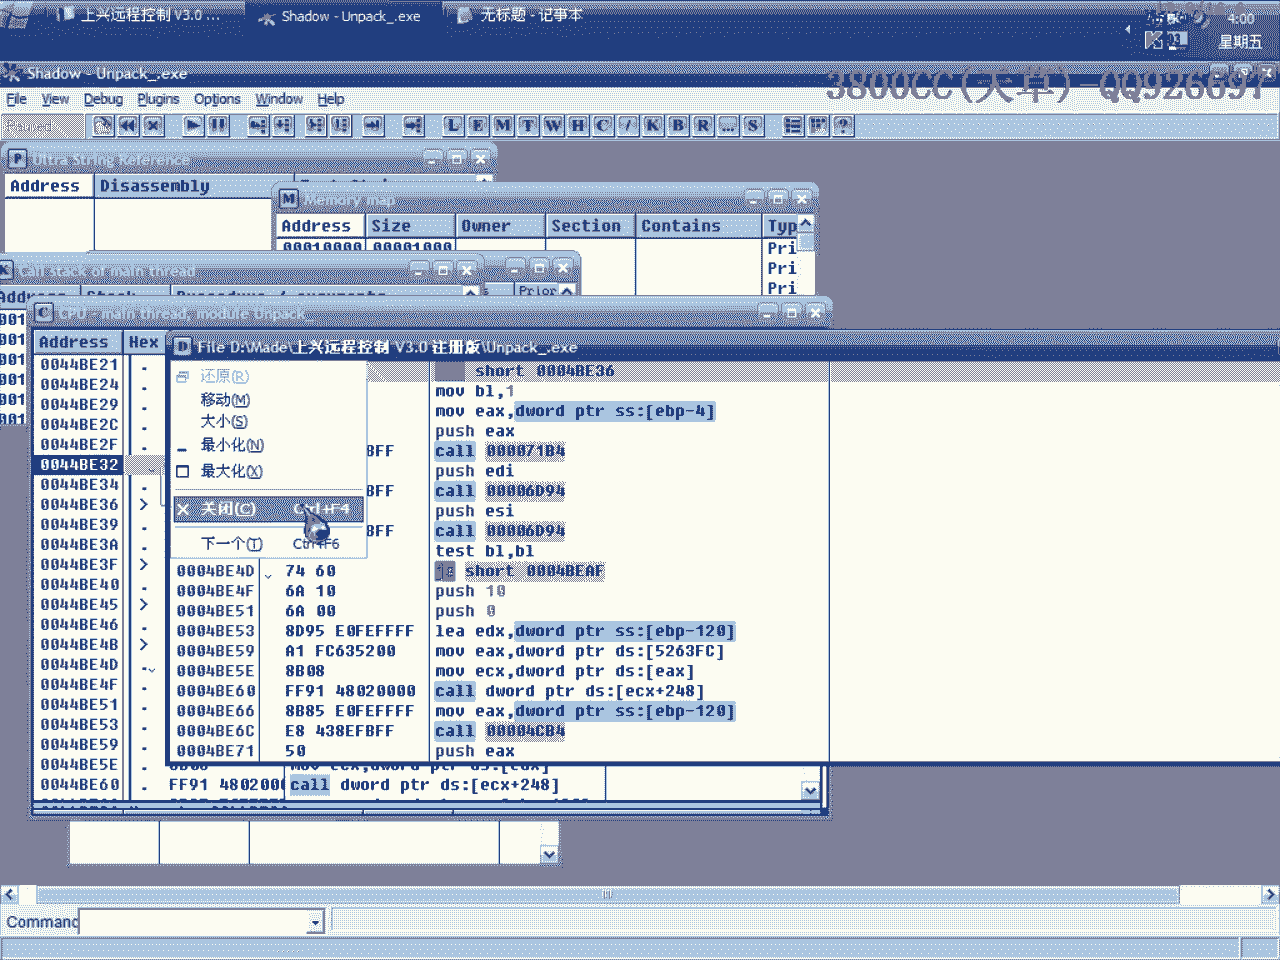 上兴远程控制 V3.0 ...
Shadow - Unpack_.exe
无标题 - 记事本
4:00
星期五
Shadow - Unpack_.exe
3800CC(天草)-QQ926697
File View Debug Plugins Options Window Help
Paused
L E M T W H C / K B R ... S
Ultra String Reference
Address Disassembly
Memory map
Address Size Owner Section Contains Typ
00010000 00001000
Pri
Pri
Pri
Call stack of main thread
Prior
CPU - main thread, module Unpack_
Address Hex
File D:\Made\上兴远程控制 V3.0 注册版\Unpack_.exe
还原(R)
移动(M)
大小(S)
最小化(N)
最大化(X)
关闭(C) Ctrl+F4
下一个(T) Ctrl+F6
0044BE21
0044BE24
0044BE29
0044BE2C
0044BE2F
0044BE32
0044BE34
0044BE36
0044BE39
0044BE3A
0044BE3F
0044BE40
0044BE45
0044BE46
0044BE4B
0044BE4D
0044BE4F
0044BE51
0044BE53
0044BE59
0044BE5E
0044BE60
short 0004BE36
mov bl,1
mov eax,dword ptr ss:[ebp-4]
push eax
BFF call 000071B4
push edi
BFF call 00006D94
push esi
BFF call 00006D94
test bl,bl
0004BE4D 74 60 je short 0004BEAF
0004BE4F 6A 10 push 10
0004BE51 6A 00 push 0
0004BE53 8D95 E0FEFFFF lea edx,dword ptr ss:[ebp-120]
0004BE59 A1 FC635200 mov eax,dword ptr ds:[5263FC]
0004BE5E 8B08 mov ecx,dword ptr ds:[eax]
0004BE60 FF91 48020000 call dword ptr ds:[ecx+248]
0004BE66 8B85 E0FEFFFF mov eax,dword ptr ss:[ebp-120]
0004BE6C E8 438EFBFF call 00004CB4
0004BE71 50 push eax
FF91 4802000 call dword ptr ds:[ecx+248]
Command